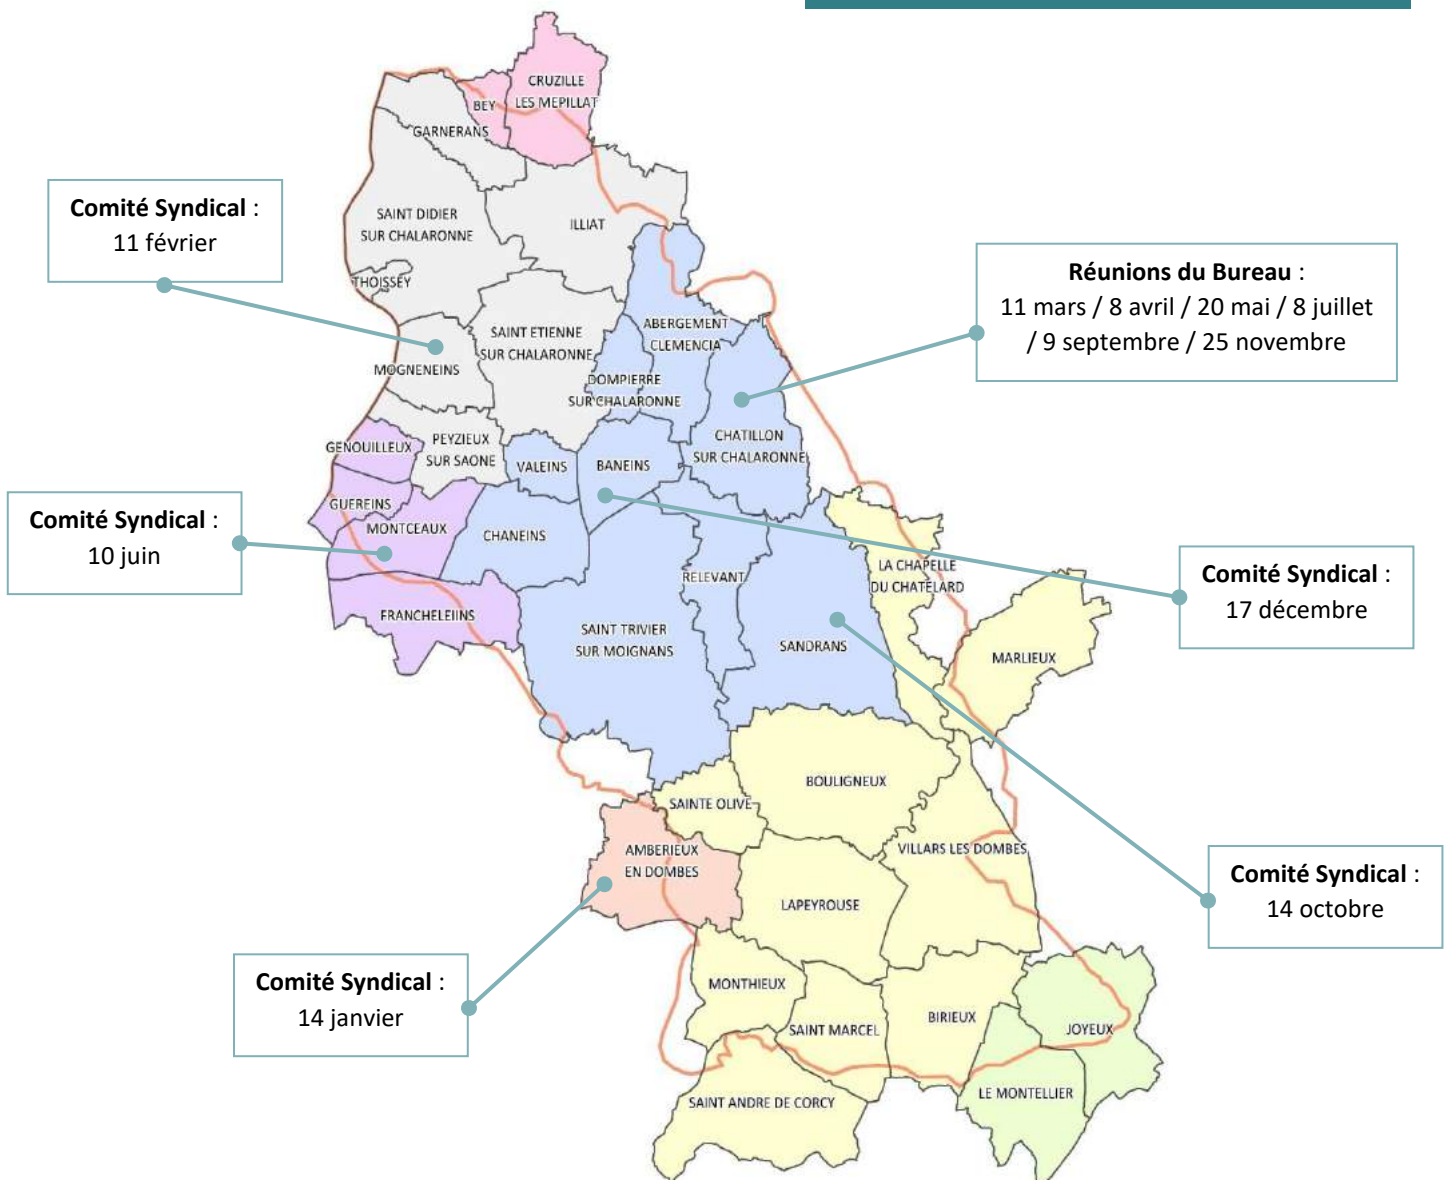 CRUZILLE
LES MEPILLAT
BEY
GARNERANS
Comité Syndical :
11 février
SAINT DIDIER
SUR CHALARONNE
ILLIAT
THOISSEY
Réunions du Bureau :
11 mars / 8 avril / 20 mai / 8 juillet
/ 9 septembre / 25 novembre
SAINT ETIENNE
SUR CHALARONNE
ABERGEMENT
CLEMENCIA
MOGNENEINS
DOMPIERRE
SUR CHALARONNE
GENOUILLEUX
PEYZIEUX
SUR SAONE
VALEINS
BANEINS
CHATILLON
SUR CHALARONNE
GUEREINS
MONTCEAUX
Comité Syndical :
10 juin
CHANEINS
RELEVANT
LA CHAPELLE
DU CHATELARD
Comité Syndical :
17 décembre
FRANCHELEIINS
SAINT TRIVIER
SUR MOIGNANS
SANDRANS
MARLIEUX
BOULIGNEUX
SAINTE OLIVE
AMBERIEUX
EN DOMBES
VILLARS LES DOMBES
LAPEYROUSE
Comité Syndical :
14 octobre
Comité Syndical :
14 janvier
MONTHIEUX
SAINT MARCEL
BIRIEUX
JOYEUX
SAINT ANDRE DE CORCY
LE MONTELLIER